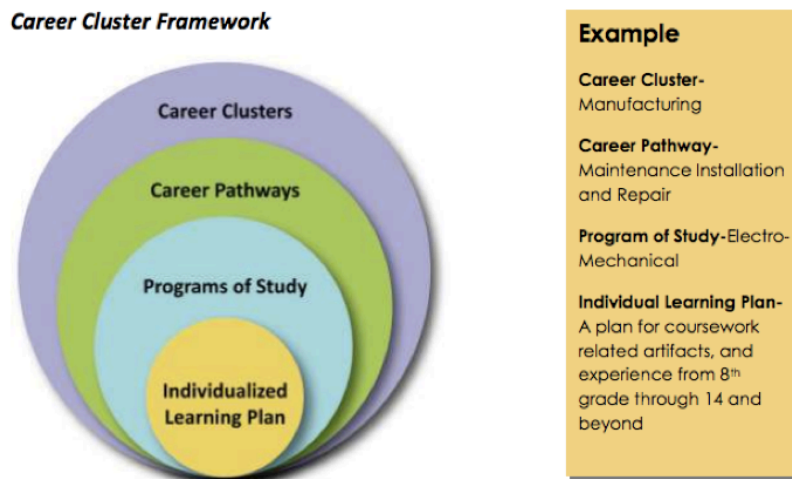 Career Cluster Framework
Career Clusters
Career Pathways
Programs of Study
Individualized
Learning Plan
Example
Career Cluster-
Manufacturing
Career Pathway-
Maintenance Installation
and Repair
Program of Study-Electro-
Mechanical
Individual Learning Plan-
A plan for coursework
related artifacts, and
experience from 8th
grade through 14 and
beyond